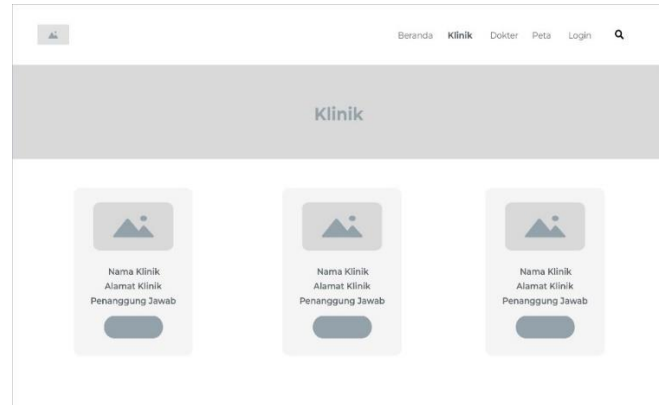 Beranda Klinik Dokter Peta Login
Klinik
Nama Klinik
Alamat Klinik
Penanggung Jawab
Nama Klinik
Alamat Klinik
Penanggung Jawab
Nama Klinik
Alamat Klinik
Penanggung Jawab